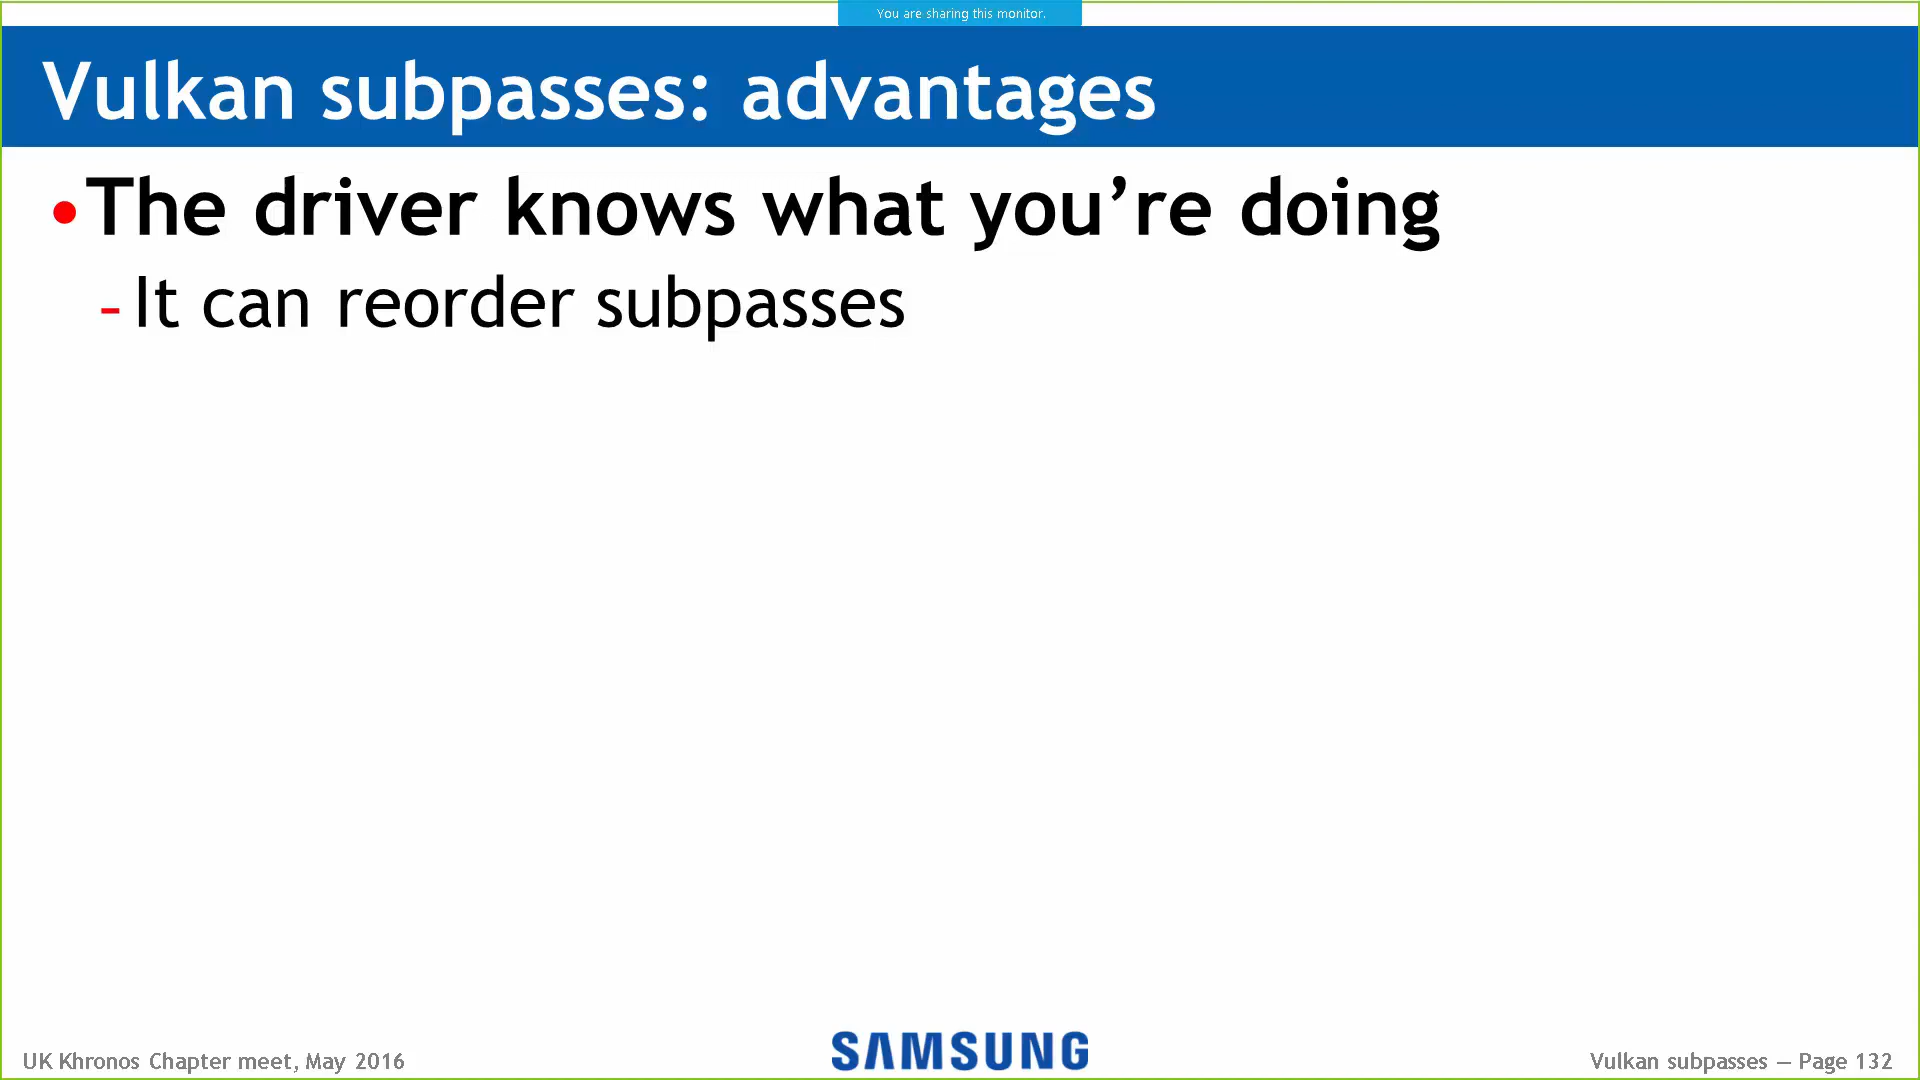 You are sharing this monitor.
Vulkan subpasses: advantages
•The driver knows what you’re doing
-It can reorder subpasses
SAMSUNG
UK Khronos Chapter meet, May 2016
Vulkan subpasses — Page 132